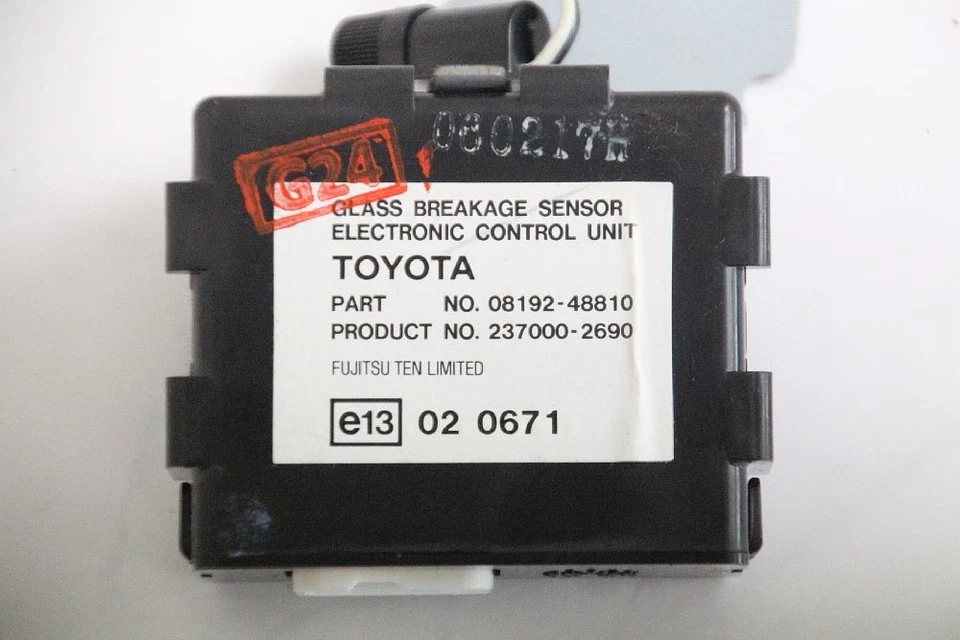 080217H
G24
GLASS BREAKAGE SENSOR
ELECTRONIC CONTROL UNIT
TOYOTA
PART NO. 08192-48810
PRODUCT NO. 237000-2690
FUJITSU TEN LIMITED
e13 02 0671